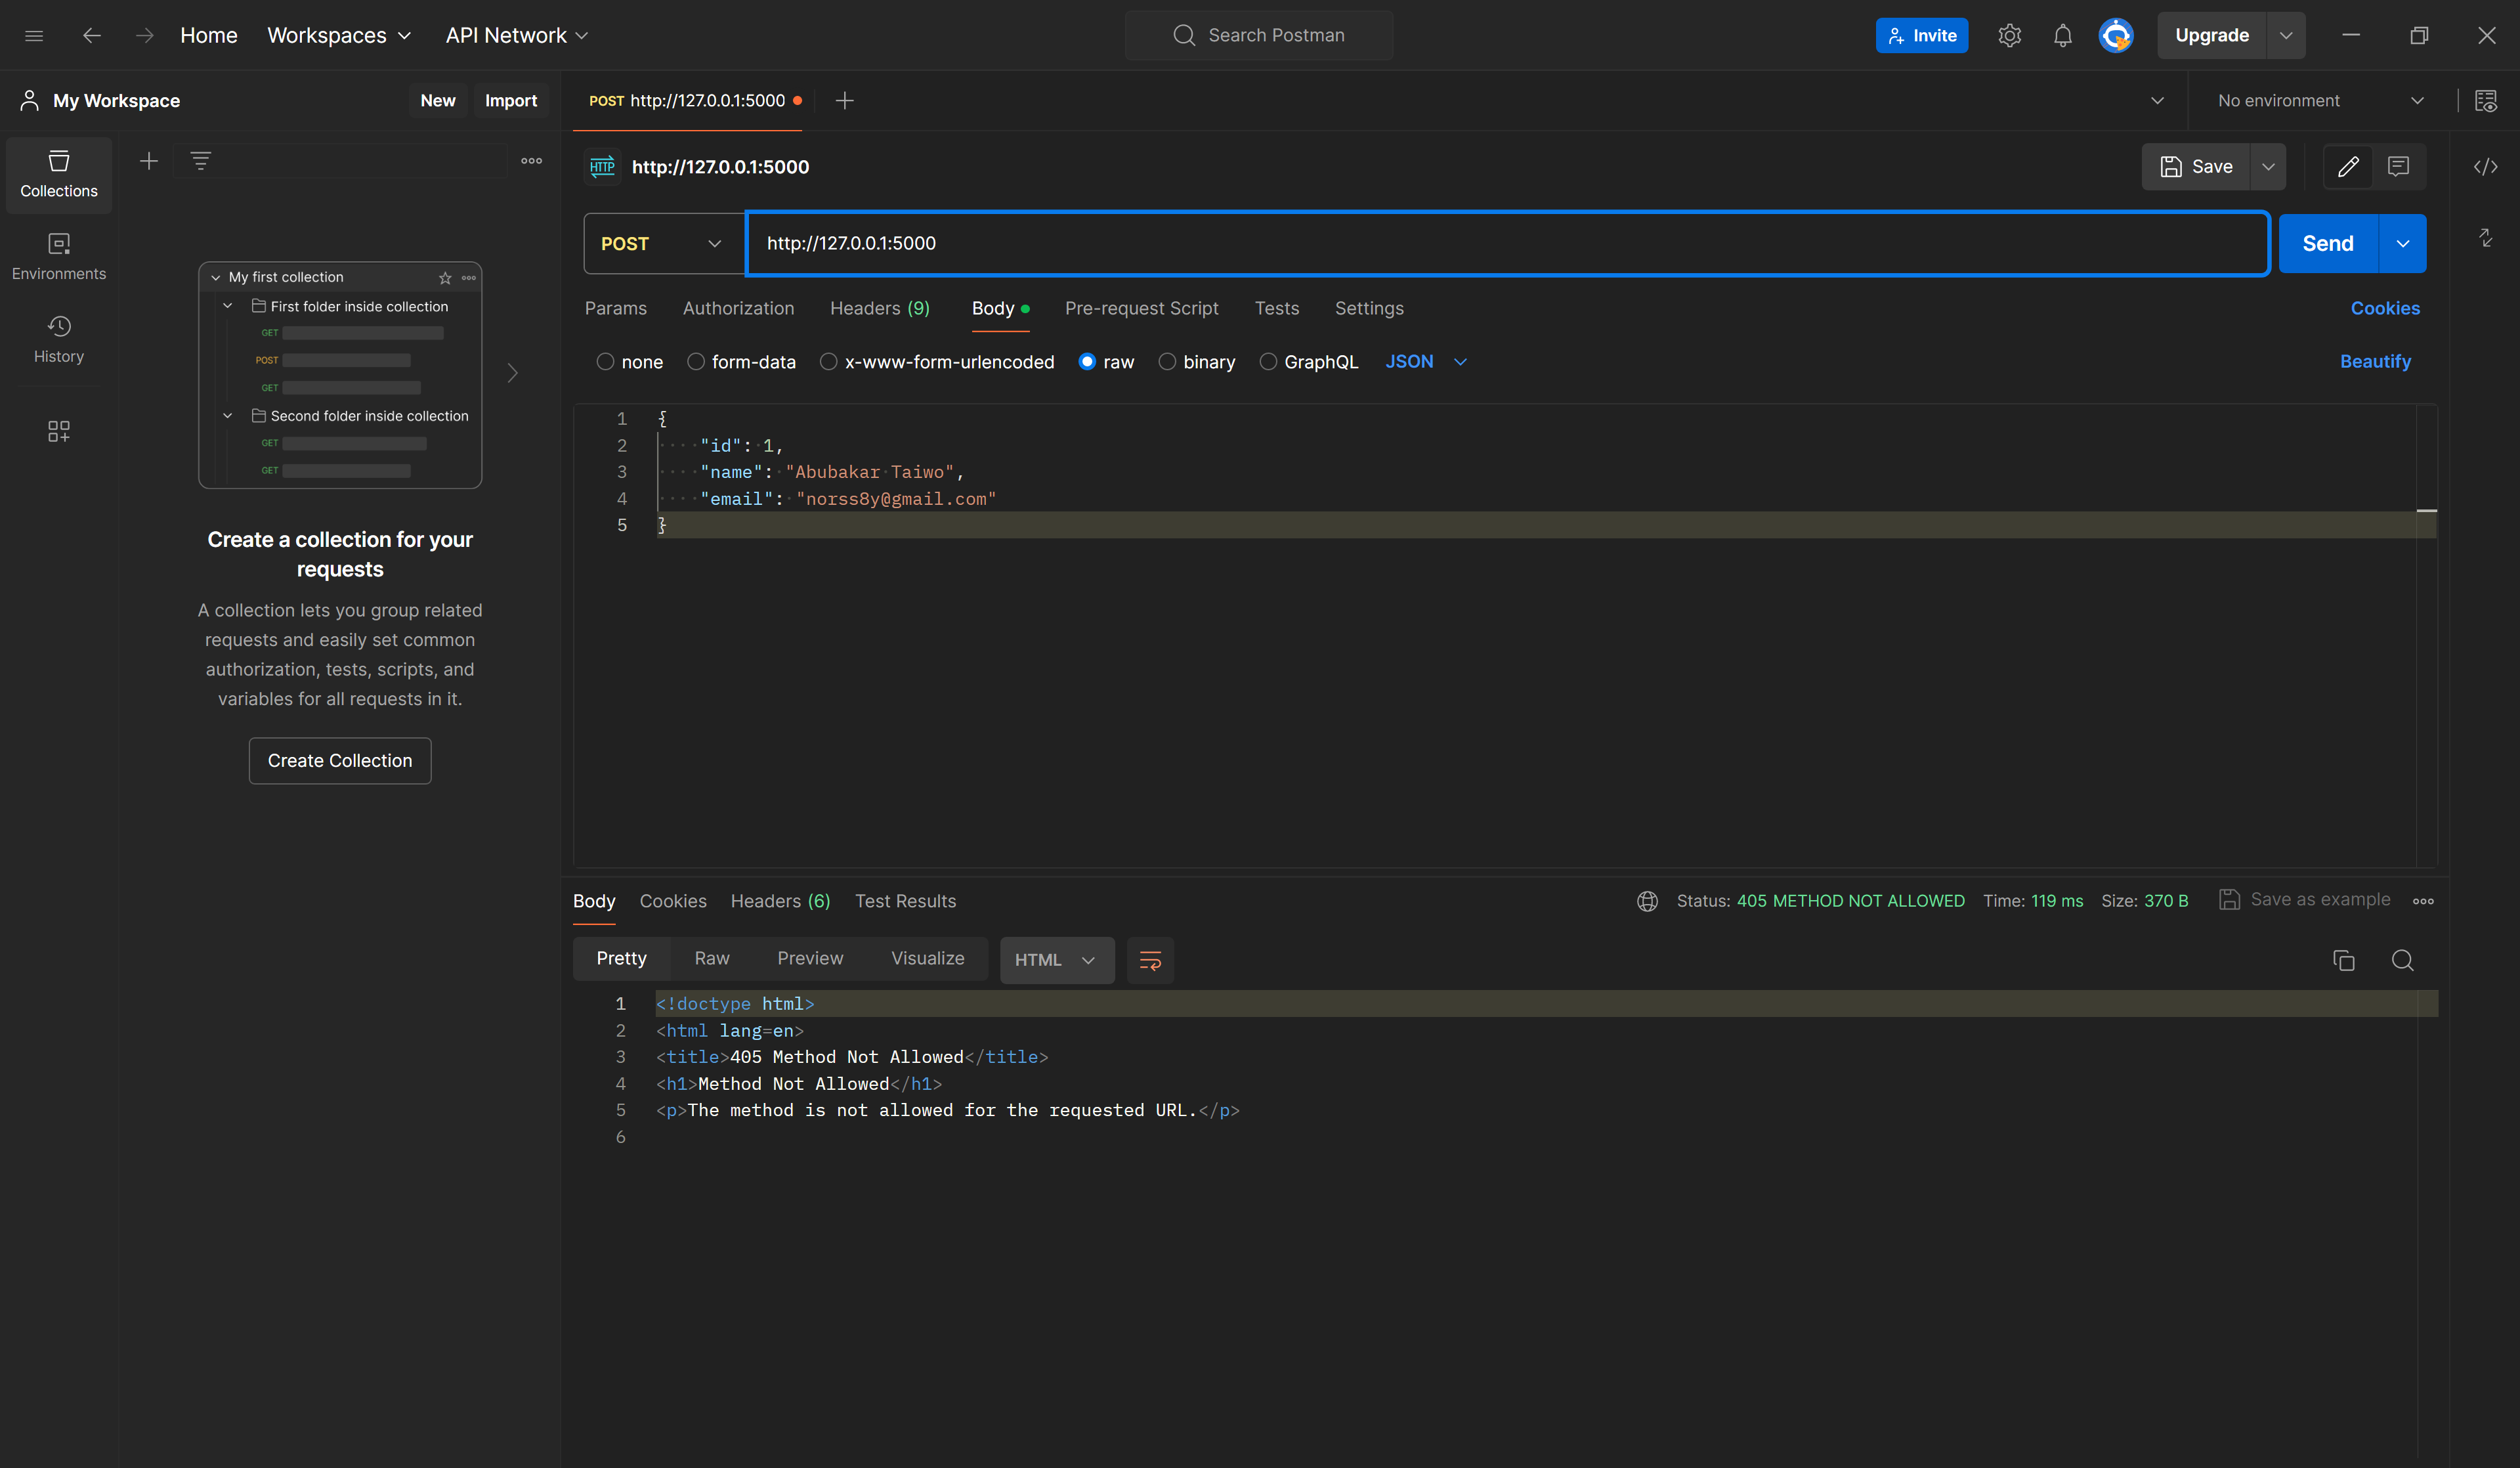 Home Workspaces API Network Search Postman Invite Upgrade
My Workspace New Import POST http://127.0.0.1:5000 No environment
Collections
Environments
History
My first collection
First folder inside collection
GET
POST
GET
Second folder inside collection
GET
GET
Create a collection for your
requests
A collection lets you group related
requests and easily set common
authorization, tests, scripts, and
variables for all requests in it.
Create Collection
HTTP http://127.0.0.1:5000 Save
POST http://127.0.0.1:5000 Send
Params Authorization Headers (9) Body Pre-request Script Tests Settings Cookies
none form-data x-www-form-urlencoded raw binary GraphQL JSON Beautify
1 {
2 "id": 1,
3 "name": "Abubakar Taiwo",
4 "email": "norss8y@gmail.com"
5 }
Body Cookies Headers (6) Test Results Status: 405 METHOD NOT ALLOWED Time: 119 ms Size: 370 B Save as example
Pretty Raw Preview Visualize HTML
1 <!doctype html>
2 <html lang=en>
3 <title>405 Method Not Allowed</title>
4 <h1>Method Not Allowed</h1>
5 <p>The method is not allowed for the requested URL.</p>
6